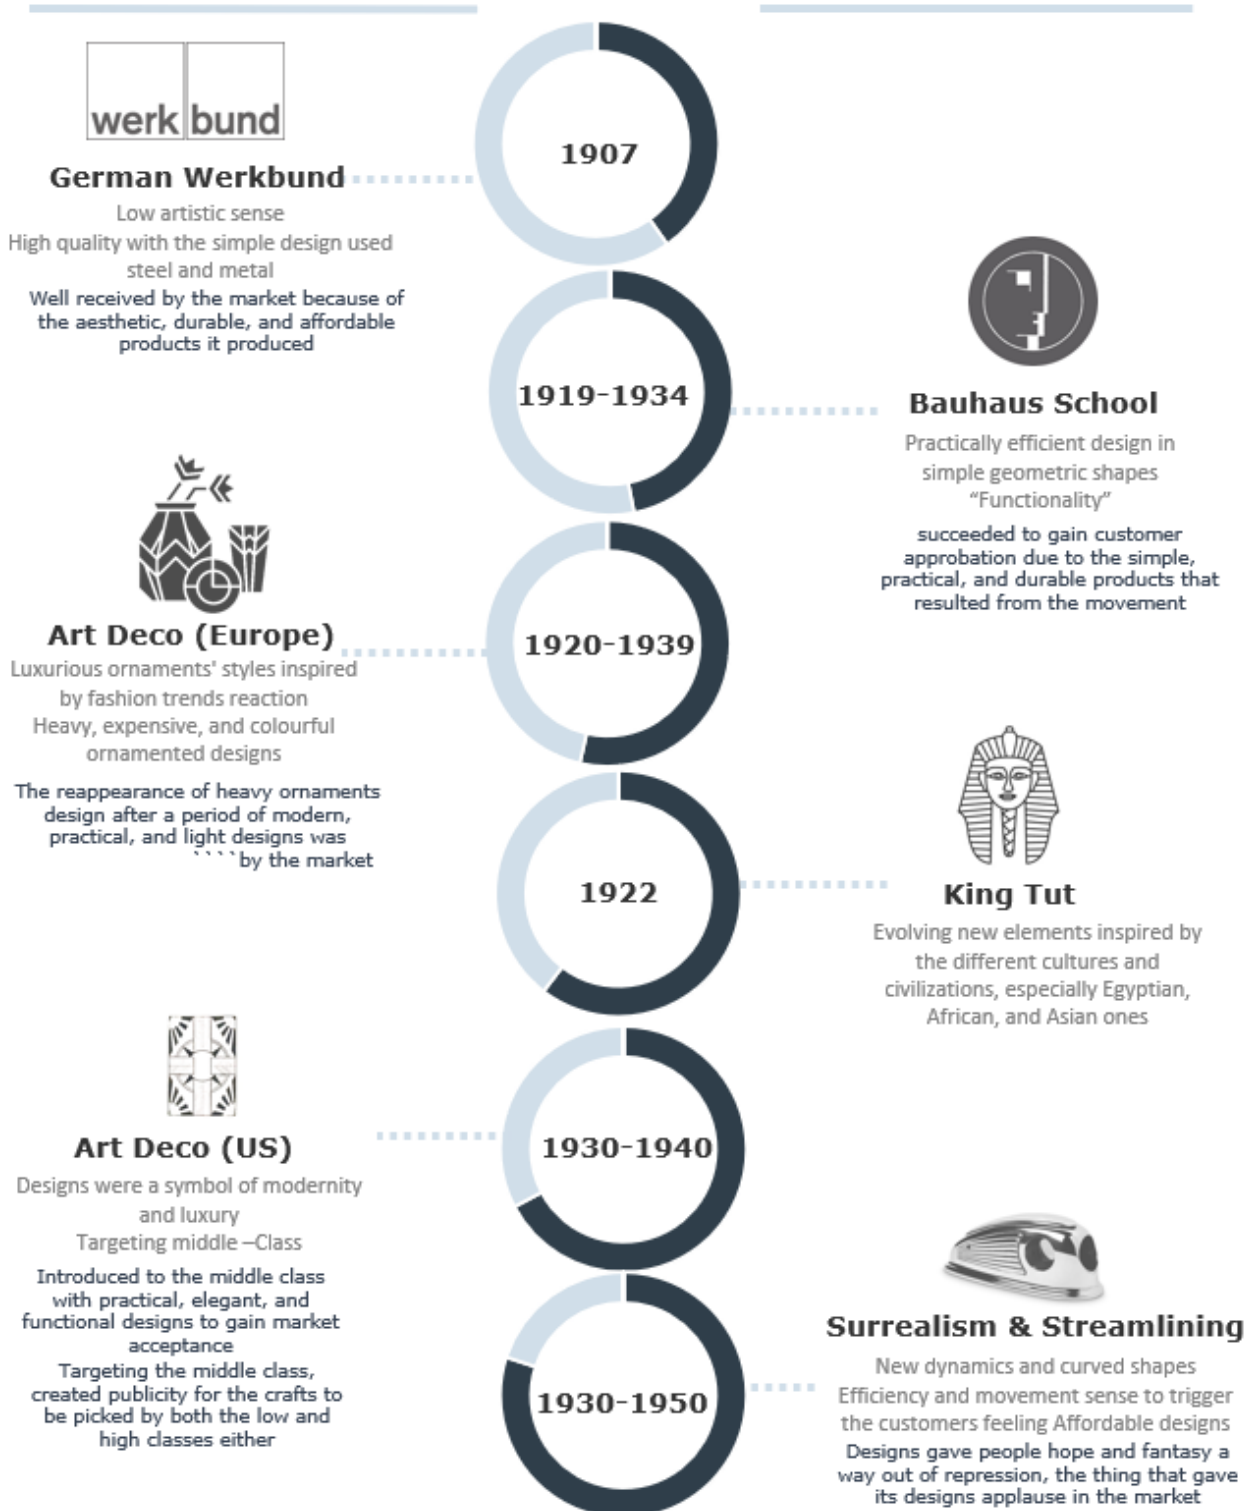 werk bund
1907
German Werkbund
Low artistic sense
High quality with the simple design used
steel and metal
Well received by the market because of
the aesthetic, durable, and affordable
products it produced
1919-1934
Bauhaus School
Practically efficient design in
simple geometric shapes
“Functionality”
succeeded to gain customer
approbation due to the simple,
practical, and durable products that
resulted from the movement
Art Deco (Europe)
1920-1939
Luxurious ornaments' styles inspired
by fashion trends reaction
Heavy, expensive, and colourful
ornamented designs
The reappearance of heavy ornaments
design after a period of modern,
practical, and light designs was
````by the market
1922
King Tut
Evolving new elements inspired by
the different cultures and
civilizations, especially Egyptian,
African, and Asian ones
Art Deco (US)
1930-1940
Designs were a symbol of modernity
and luxury
Targeting middle –Class
Introduced to the middle class
with practical, elegant, and
functional designs to gain market
acceptance
Targeting the middle class,
created publicity for the crafts to
be picked by both the low and
high classes either
1930-1950
Surrealism & Streamlining
New dynamics and curved shapes
Efficiency and movement sense to trigger
the customers feeling Affordable designs
Designs gave people hope and fantasy a
way out of repression, the thing that gave
its designs applause in the market